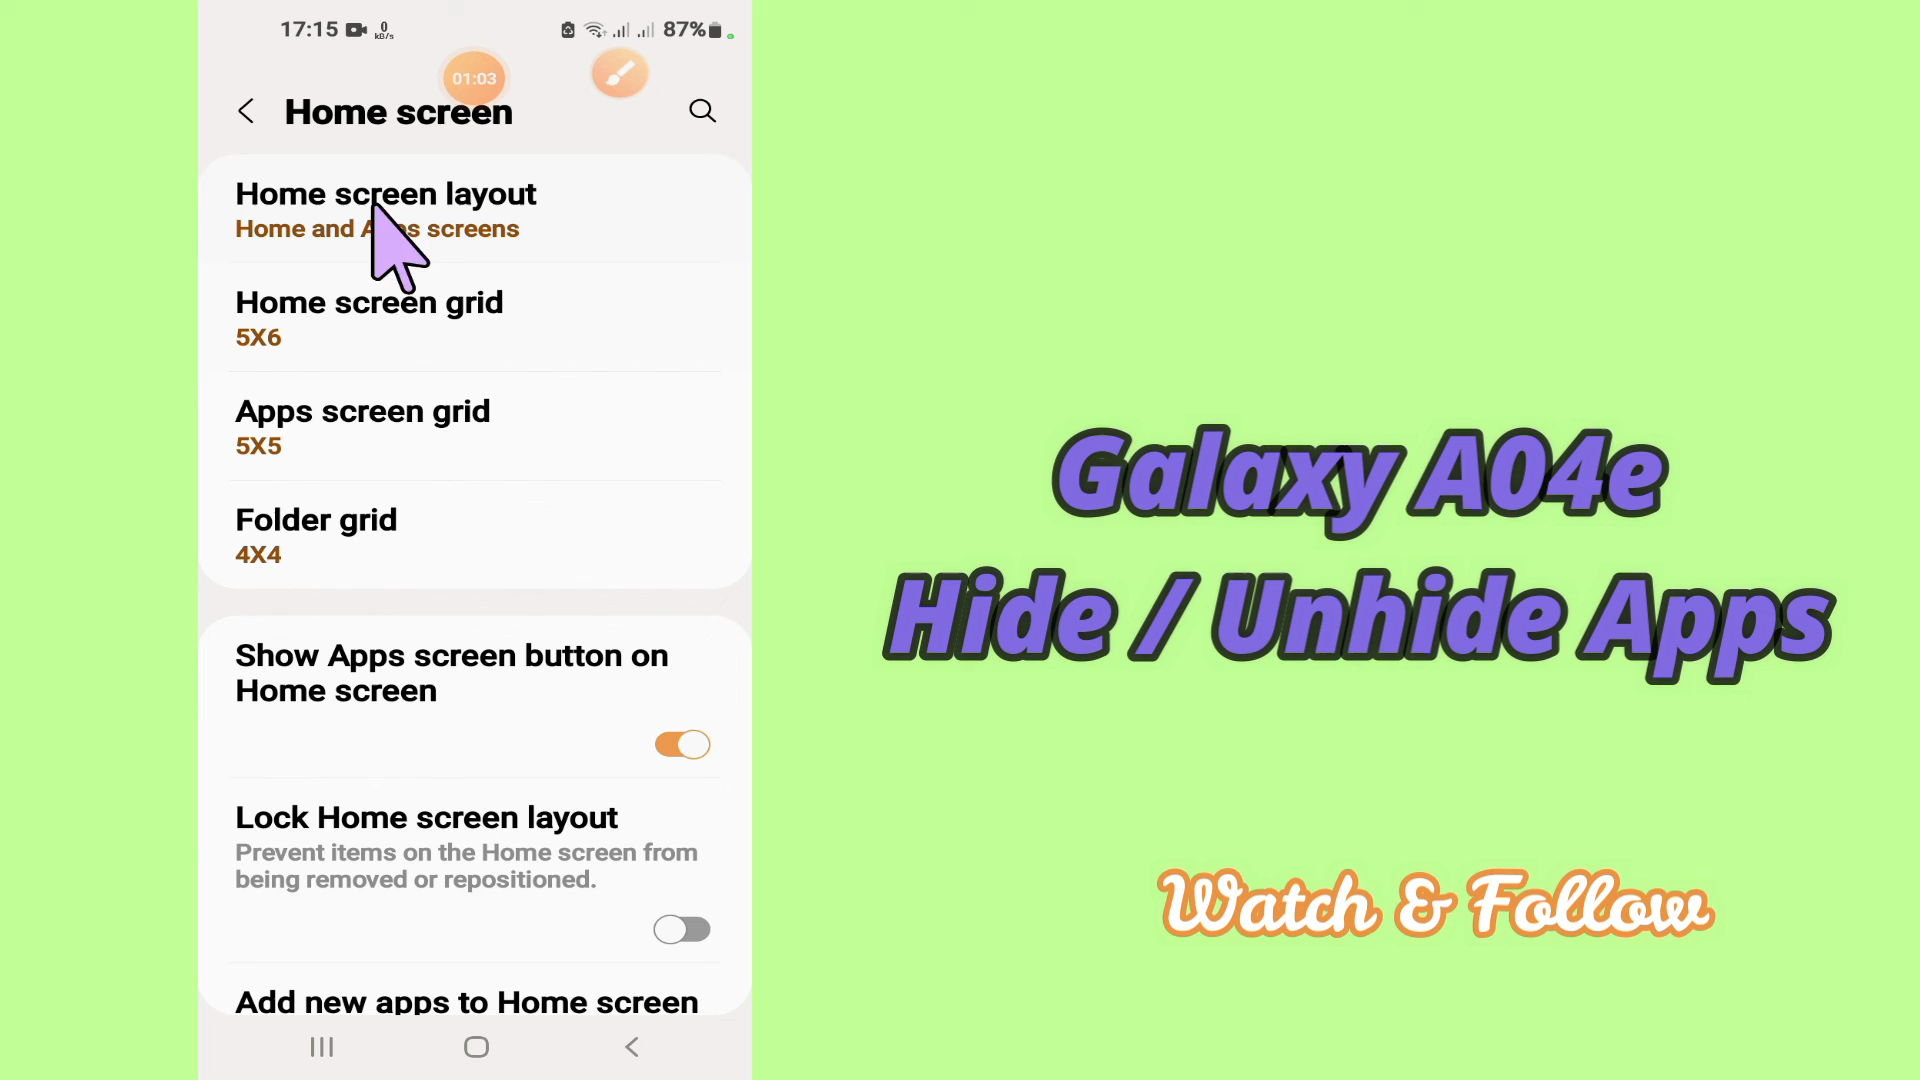 17:15 0 kB/s 87%
01:03
Home screen
Home screen layout
Home and Apps screens
Home screen grid
5X6
Apps screen grid
5X5
Folder grid
4X4
Show Apps screen button on
Home screen
Lock Home screen layout
Prevent items on the Home screen from
being removed or repositioned.
Add new apps to Home screen
Galaxy A04e
Hide / Unhide Apps
Watch & Follow